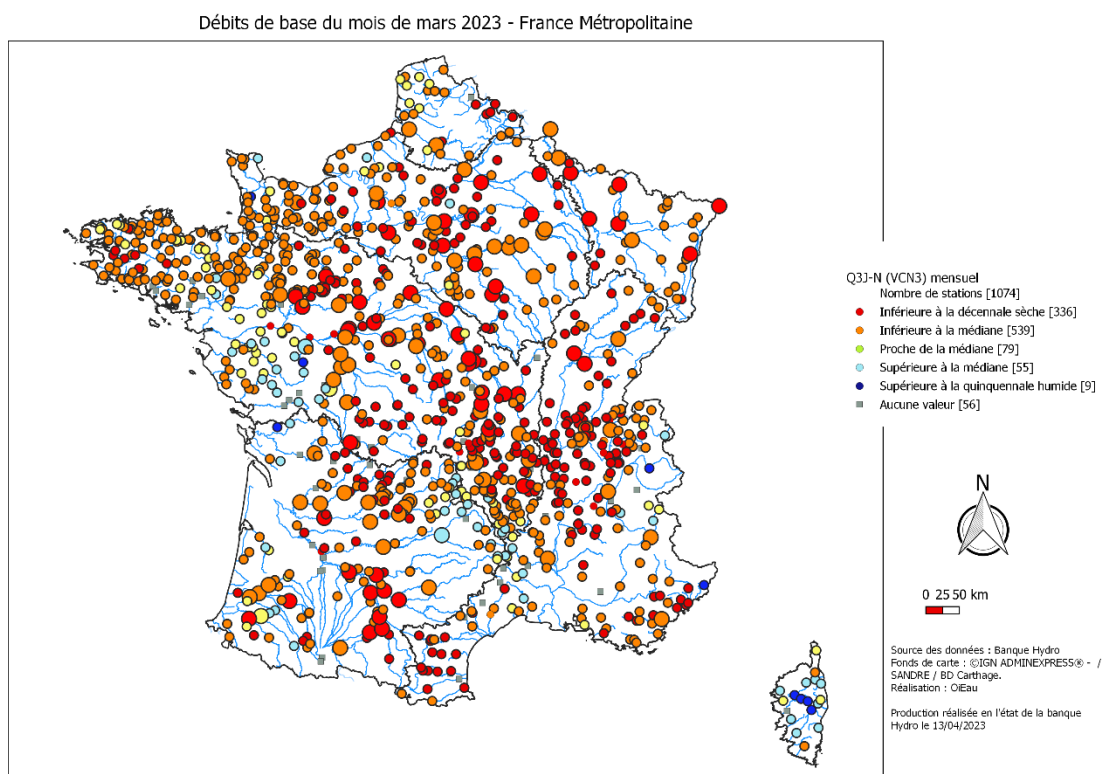 Débits de base du mois de mars 2023 - France Métropolitaine
Q3J-N (VCN3) mensuel
Nombre de stations [1074]
Inférieure à la décennale sèche [336]
Inférieure à la médiane [539]
Proche de la médiane [79]
Supérieure à la médiane [55]
Supérieure à la quinquennale humide [9]
Aucune valeur [56]
N
0 25 50 km
Source des données : Banque Hydro
Fonds de carte : ©IGN ADMINEXPRESS® - /
SANDRE / BD Carthage.
Réalisation : OiEau
Production réalisée en l'état de la banque
Hydro le 13/04/2023